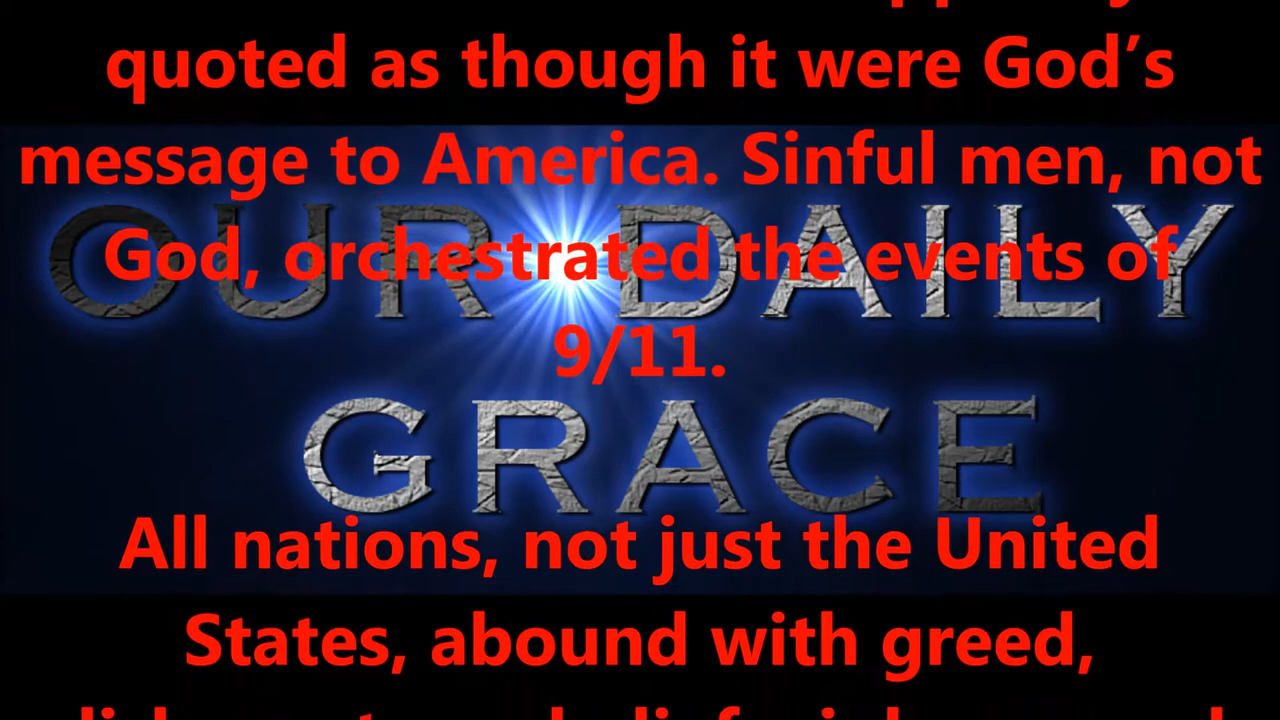 quoted as though it were God’s
message to America. Sinful men, not
OUR DAILY
God, orchestrated the events of
9/11.
GRACE
All nations, not just the United
States, abound with greed,